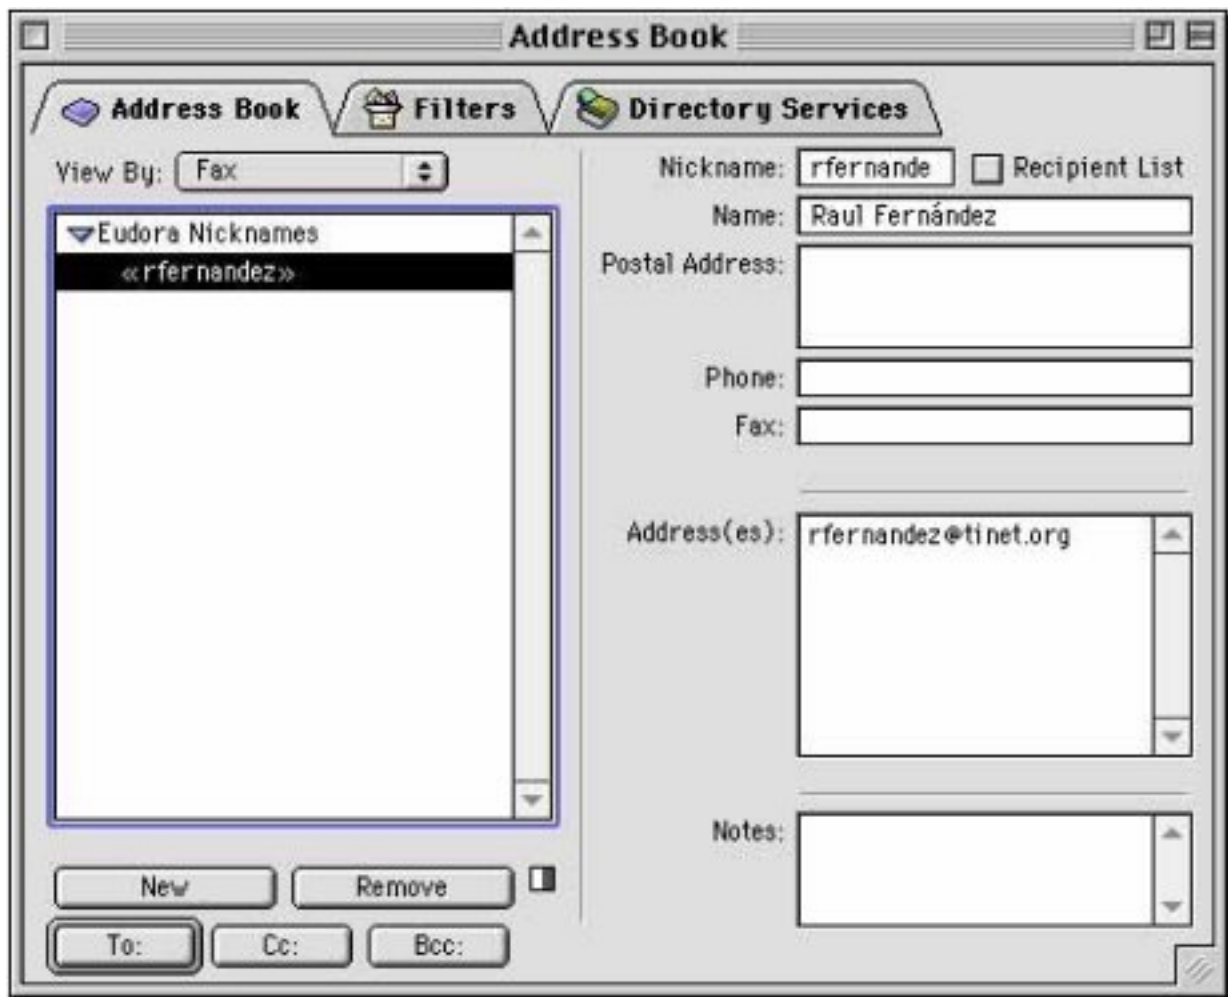 Address Book
Address Book
Filters
Directory Services
View By: Fax
Eudora Nicknames
«rfernandez»
New
Remove
To:
Cc:
Bcc:
Nickname: rfernande
Recipient List
Name: Raul Fernández
Postal Address:
Phone:
Fax:
Address(es): rfernandez@tinet.org
Notes: